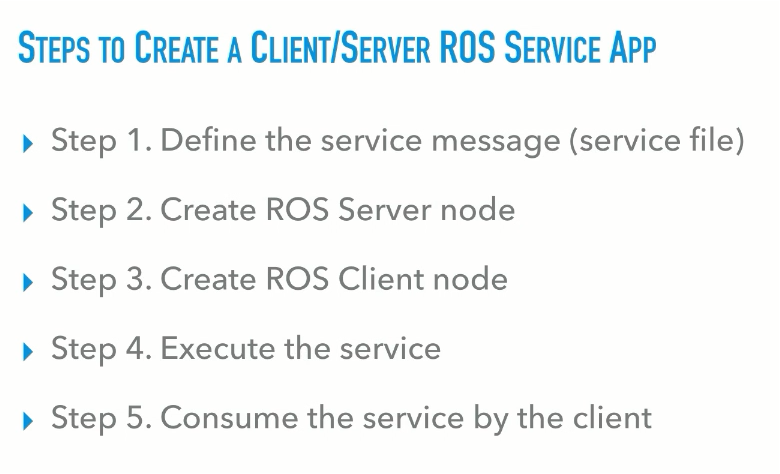 STEPS TO CREATE A CLIENT/SERVER ROS SERVICE APP
Step 1. Define the service message (service file)
Step 2. Create ROS Server node
Step 3. Create ROS Client node
Step 4. Execute the service
Step 5. Consume the service by the client